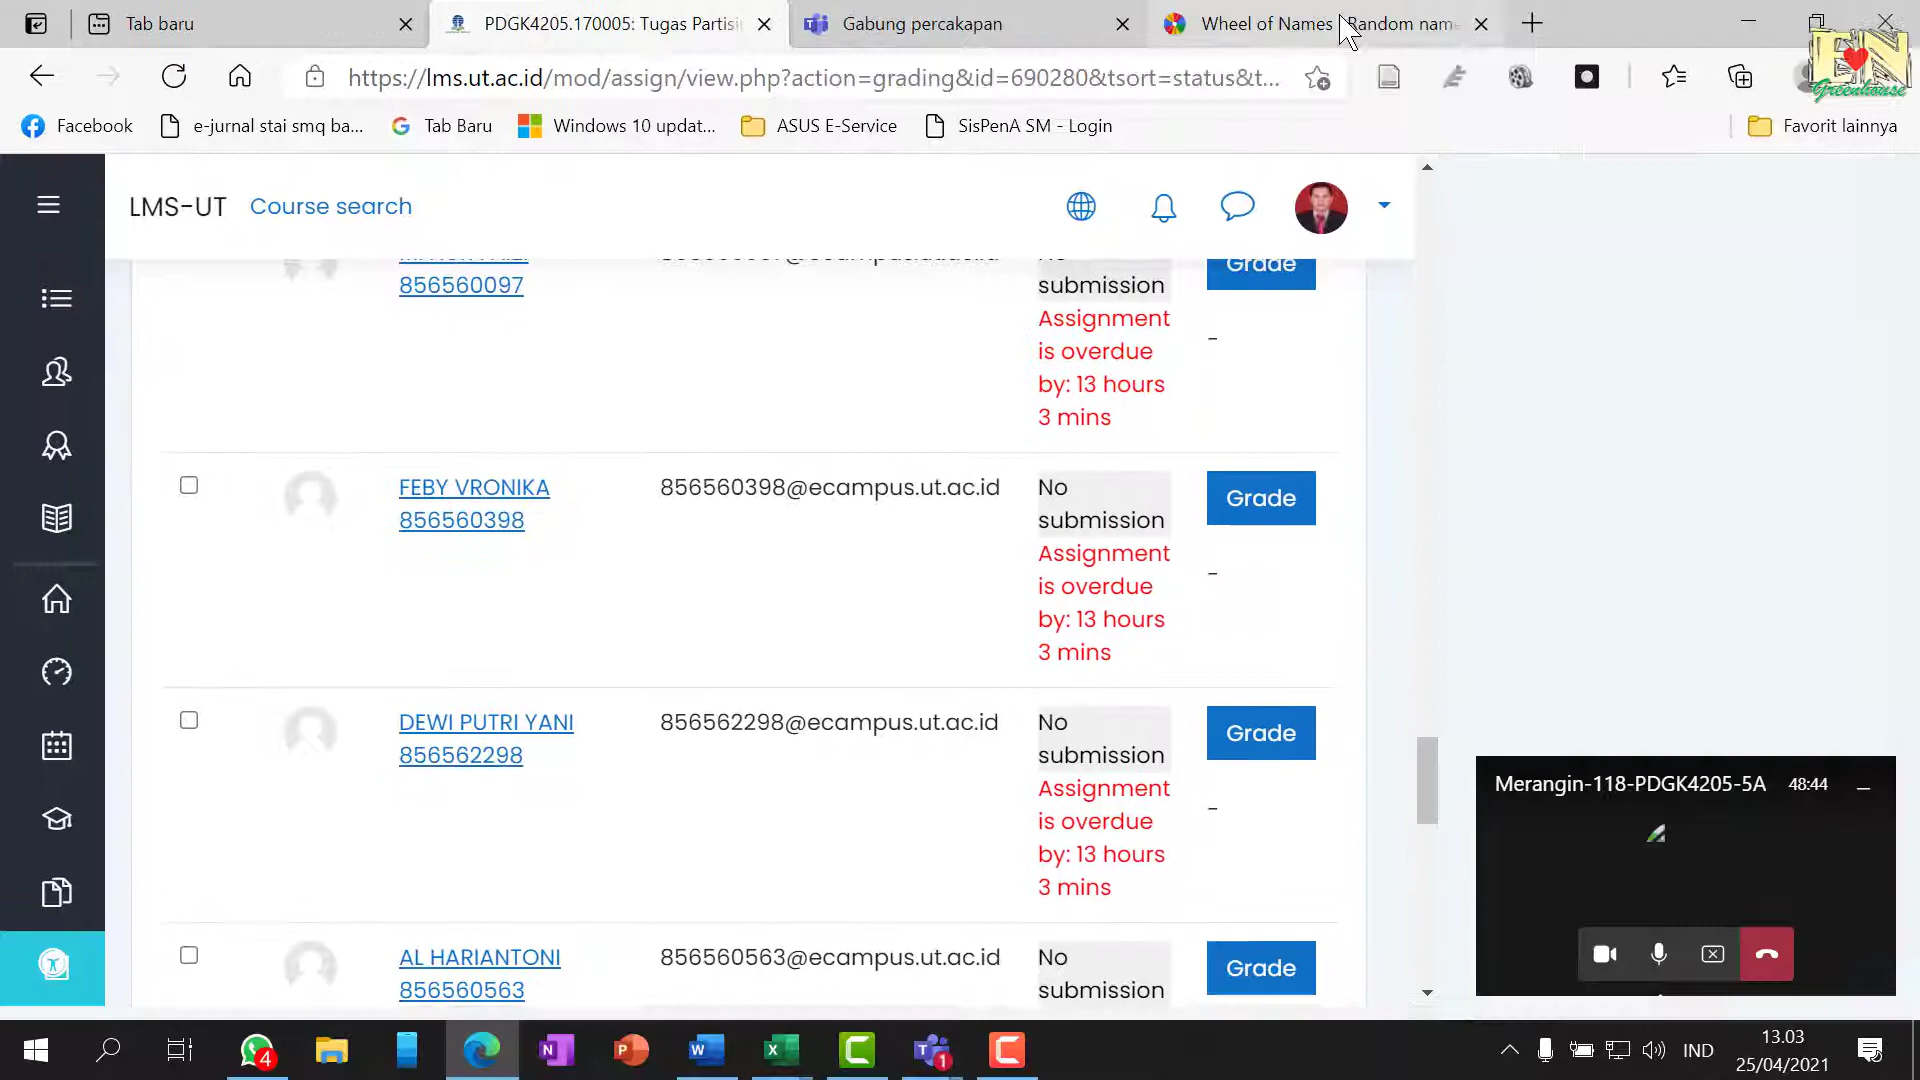 Tab baru
PDGK4205.170005: Tugas Partisi
Gabung percakapan
Wheel of Names Random nam
https://lms.ut.ac.id/mod/assign/view.php?action=grading&id=690280&tsort=status&t...
EN
Greenhouse
Facebook
e-jurnal stai smq ba...
Tab Baru
Windows 10 updat...
ASUS E-Service
SisPenA SM - Login
Favorit lainnya
LMS-UT
Course search
856560097
No
submission
Assignment
is overdue
by: 13 hours
3 mins
Grade
-
FEBY VRONIKA
856560398
856560398@ecampus.ut.ac.id
No
submission
Assignment
is overdue
by: 13 hours
3 mins
Grade
-
DEWI PUTRI YANI
856562298
856562298@ecampus.ut.ac.id
No
submission
Assignment
is overdue
by: 13 hours
3 mins
Grade
-
AL HARIANTONI
856560563
856560563@ecampus.ut.ac.id
No
submission
Grade
Merangin-118-PDGK4205-5A
48:44
4
1
IND
13.03
25/04/2021